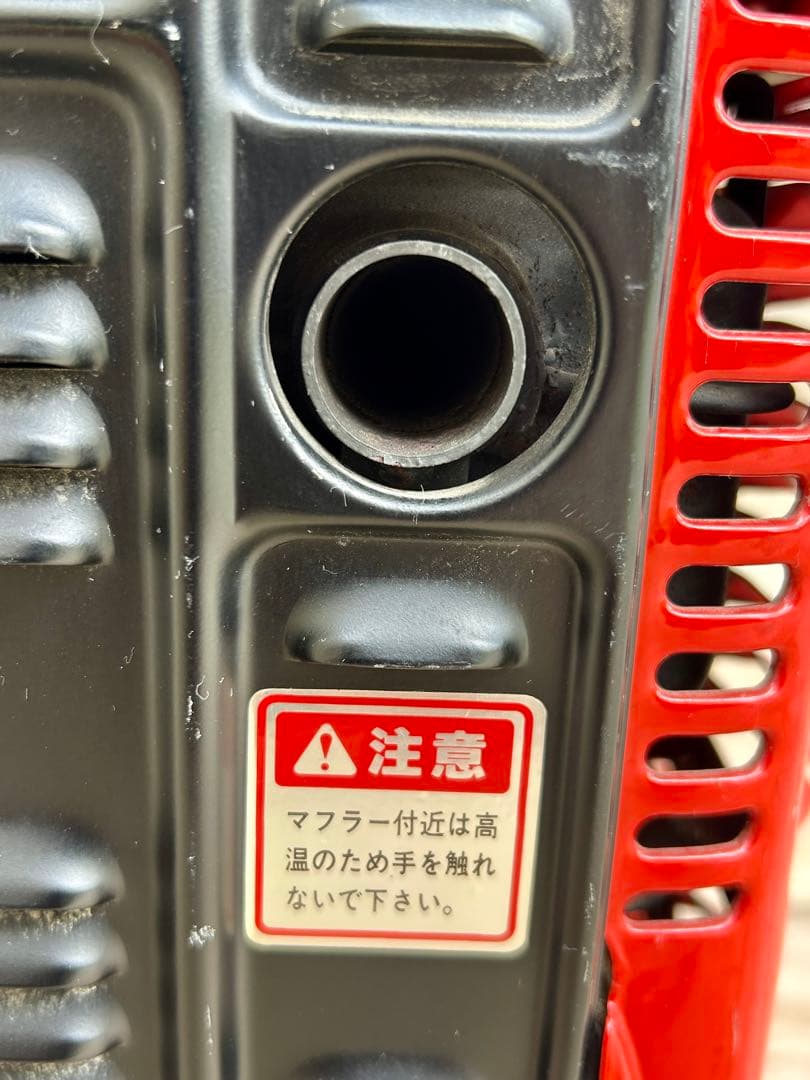 注意
マフラー付近は高
温のため手を触れ
ないで下さい。